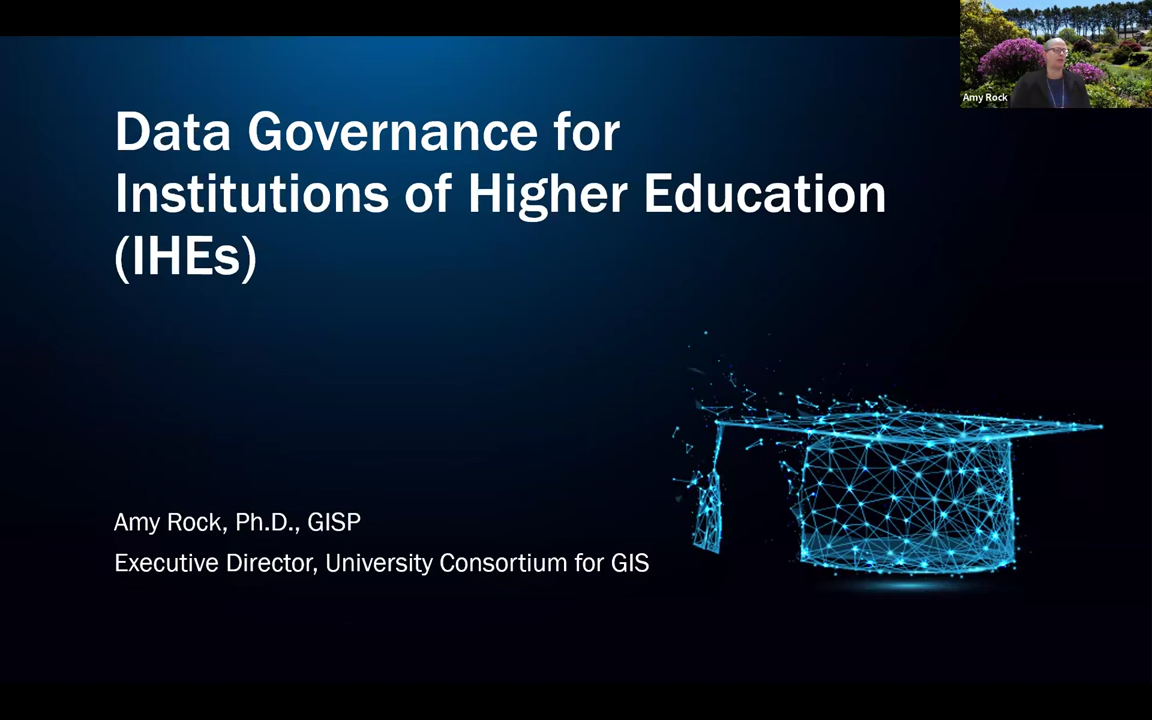 Amy Rock
Data Governance for
Institutions of Higher Education
(IHEs)
Amy Rock, Ph.D., GISP
Executive Director, University Consortium for GIS